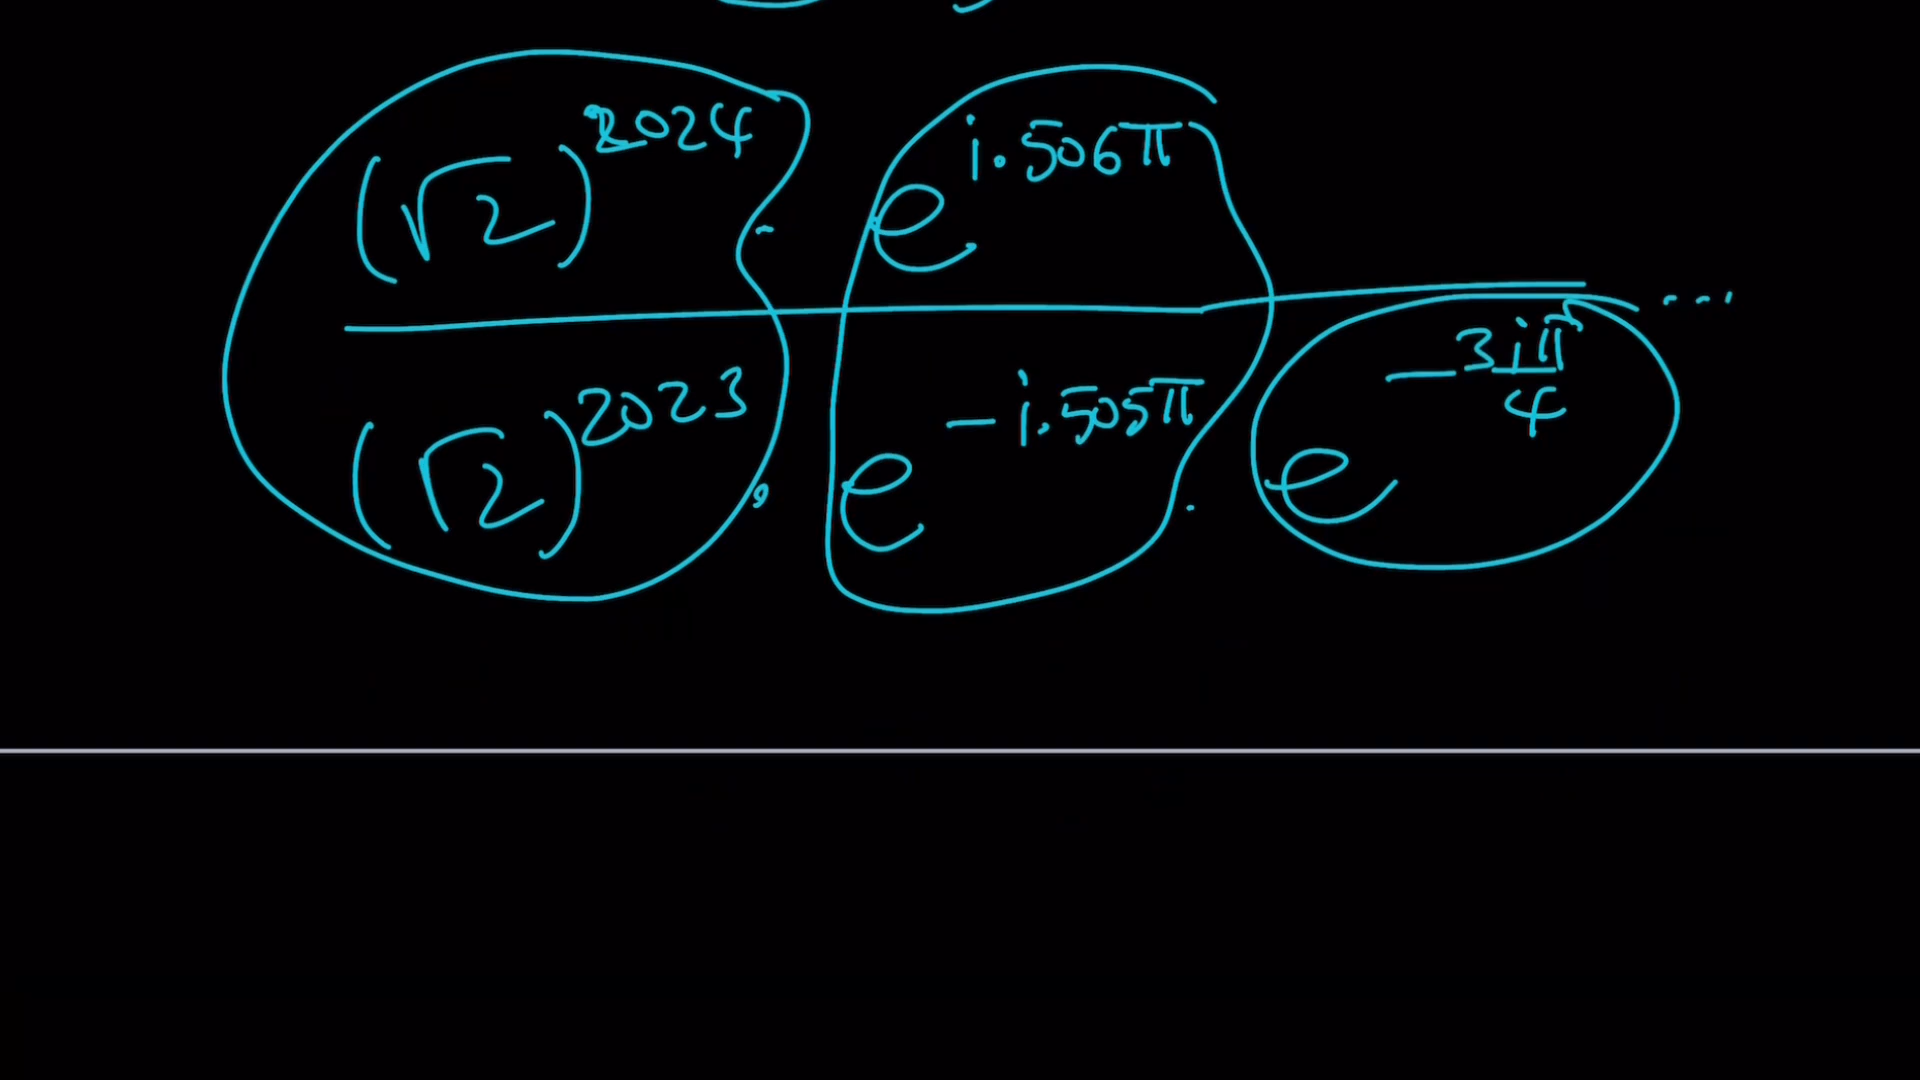 (√2)^2024 · e^i·506π
(√2)^2023 · e^-i·505π · e^-3iπ/4 ...